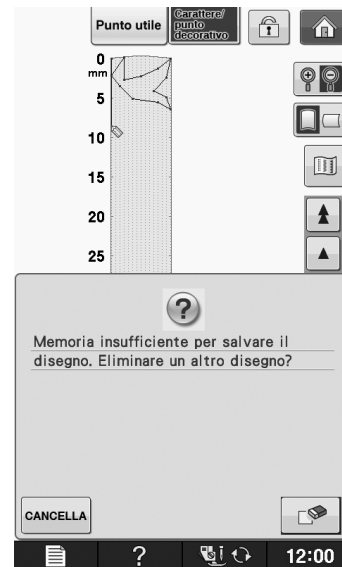 Punto utile
Carattere/
punto
decorativo
0
mm
5
10
15
20
25
?
Memoria insufficiente per salvare il
disegno. Eliminare un altro disegno?
CANCELLA
?
12:00